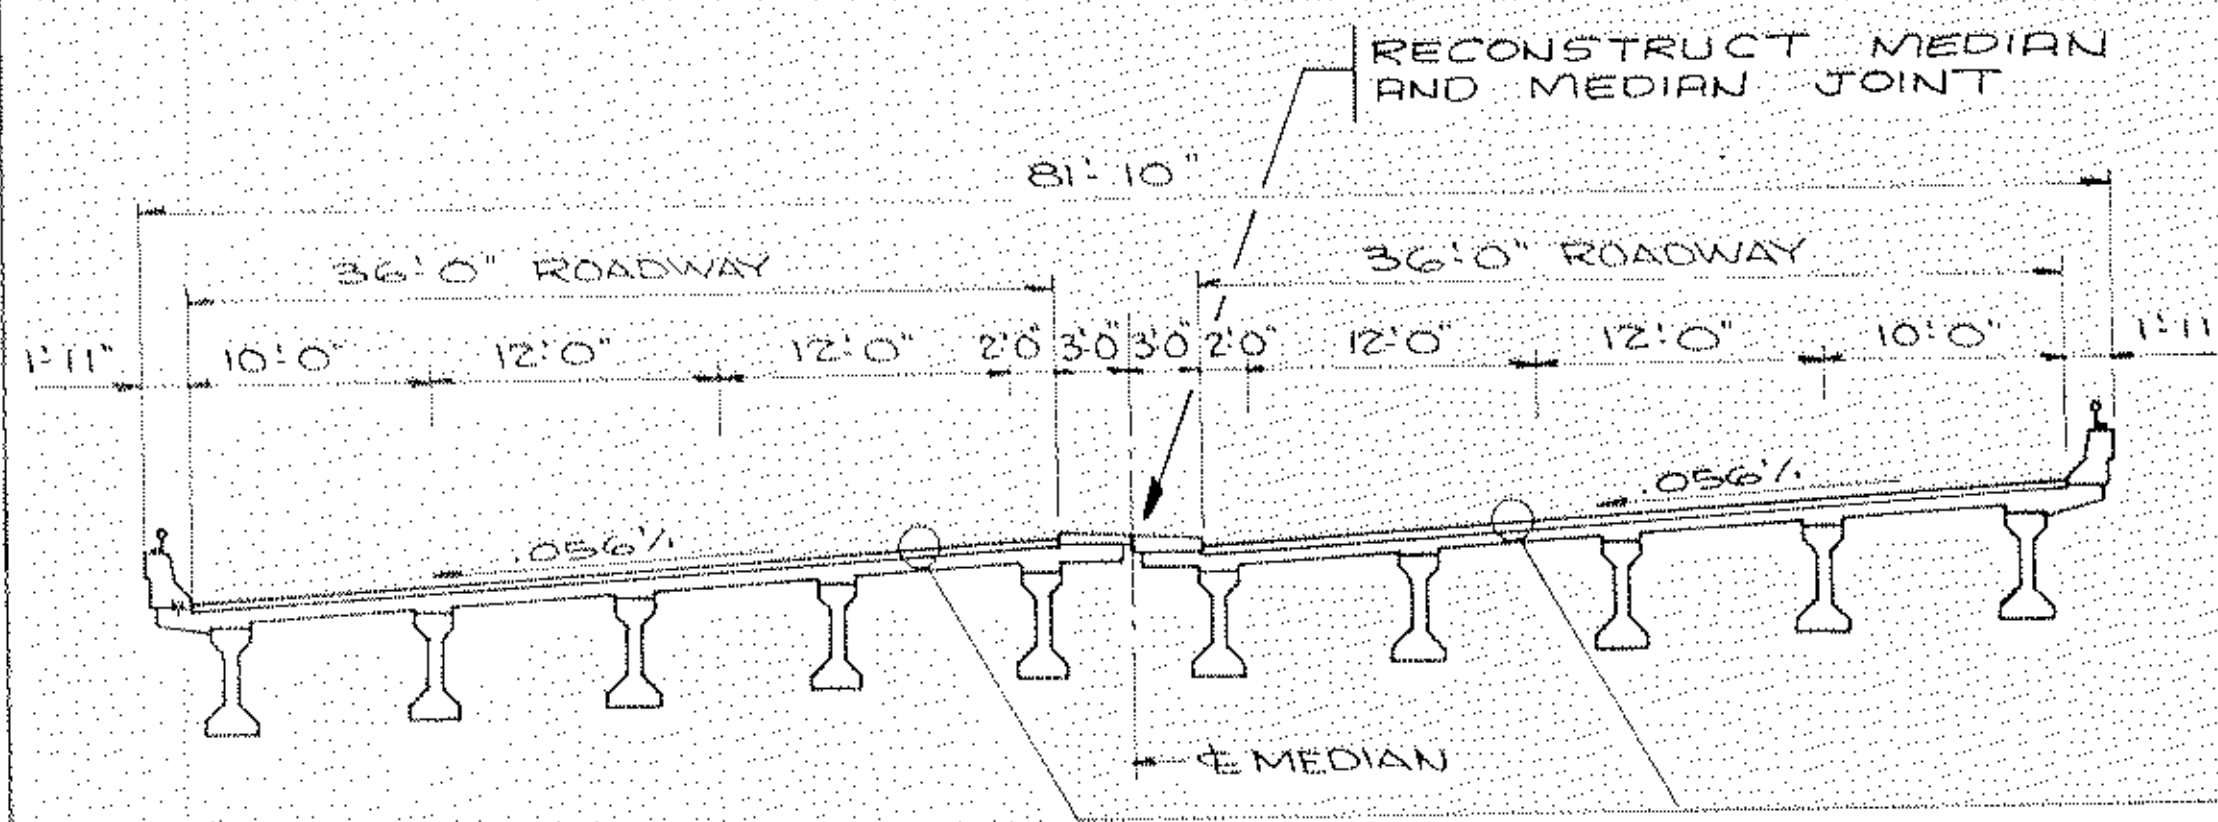 RECONSTRUCT MEDIAN
AND MEDIAN JOINT
81'-10"
36'-0" ROADWAY
36'-0" ROADWAY
1'-11" 10'-0" 12'-0" 12'-0" 2'-0" 3'-0" 3'-0" 2'-0" 12'-0" 12'-0" 10'-0" 1'-11
.056'/.
.056'/.
℄ MEDIAN